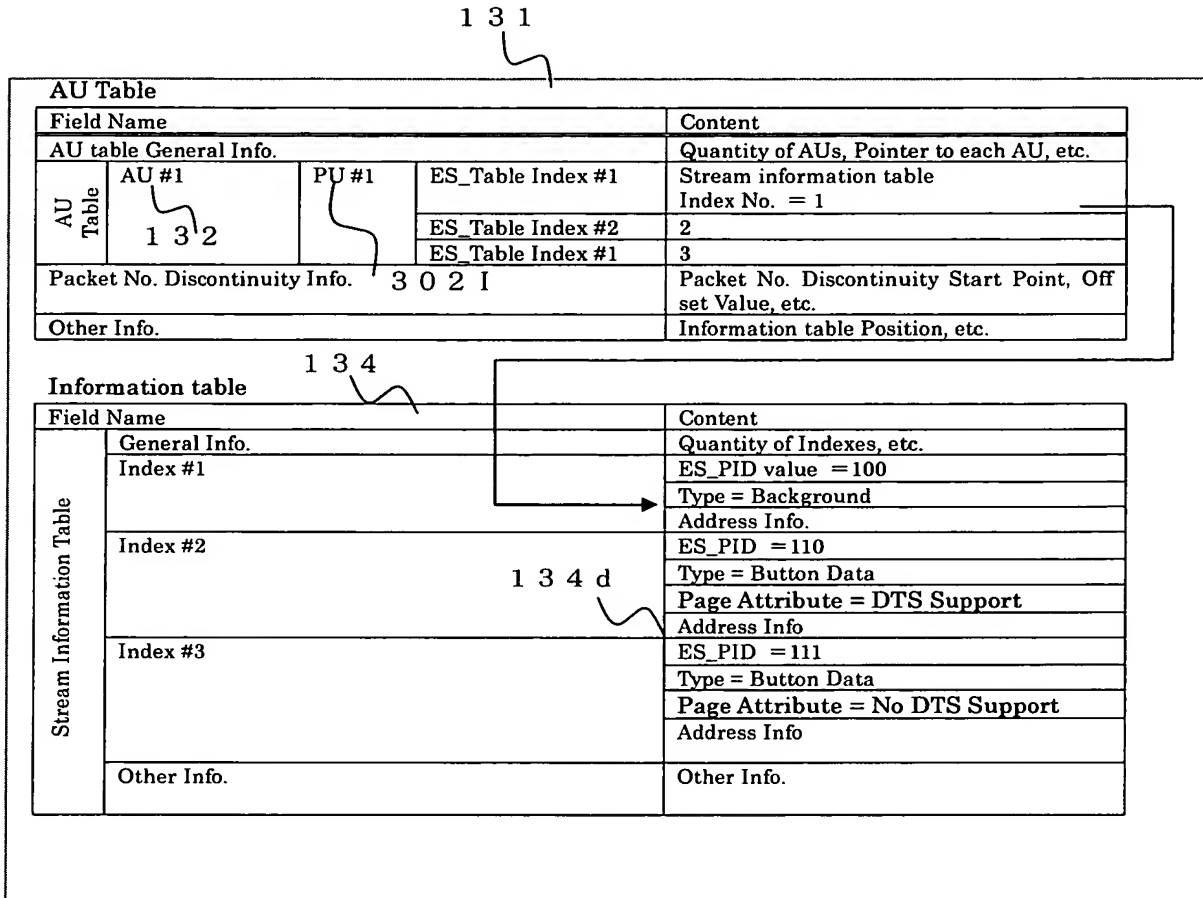 131
AU Table
Field Name Content
AU table General Info. Quantity of AUs, Pointer to each AU, etc.
AU Table
AU #1 PU #1 ES_Table Index #1 Stream information table
Index No. = 1
132
ES_Table Index #2 2
ES_Table Index #1 3
Packet No. Discontinuity Info. 302I Packet No. Discontinuity Start Point, Off
set Value, etc.
Other Info. Information table Position, etc.
134
Information table
Field Name Content
Stream Information Table
General Info. Quantity of Indexes, etc.
Index #1 ES_PID value =100
Type = Background
Address Info.
Index #2 ES_PID =110
134d
Type = Button Data
Page Attribute = DTS Support
Address Info
Index #3 ES_PID =111
Type = Button Data
Page Attribute = No DTS Support
Address Info
Other Info. Other Info.